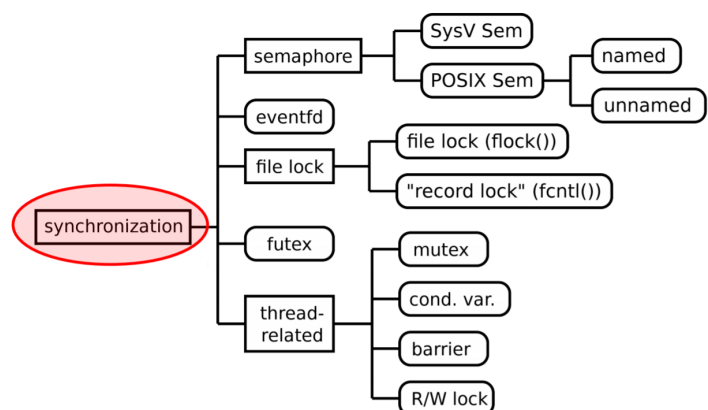 SysV Sem
semaphore
named
POSIX Sem
unnamed
eventfd
file lock (flock())
file lock
"record lock" (fcntl())
synchronization
futex
mutex
cond. var.
thread-
related
barrier
R/W lock